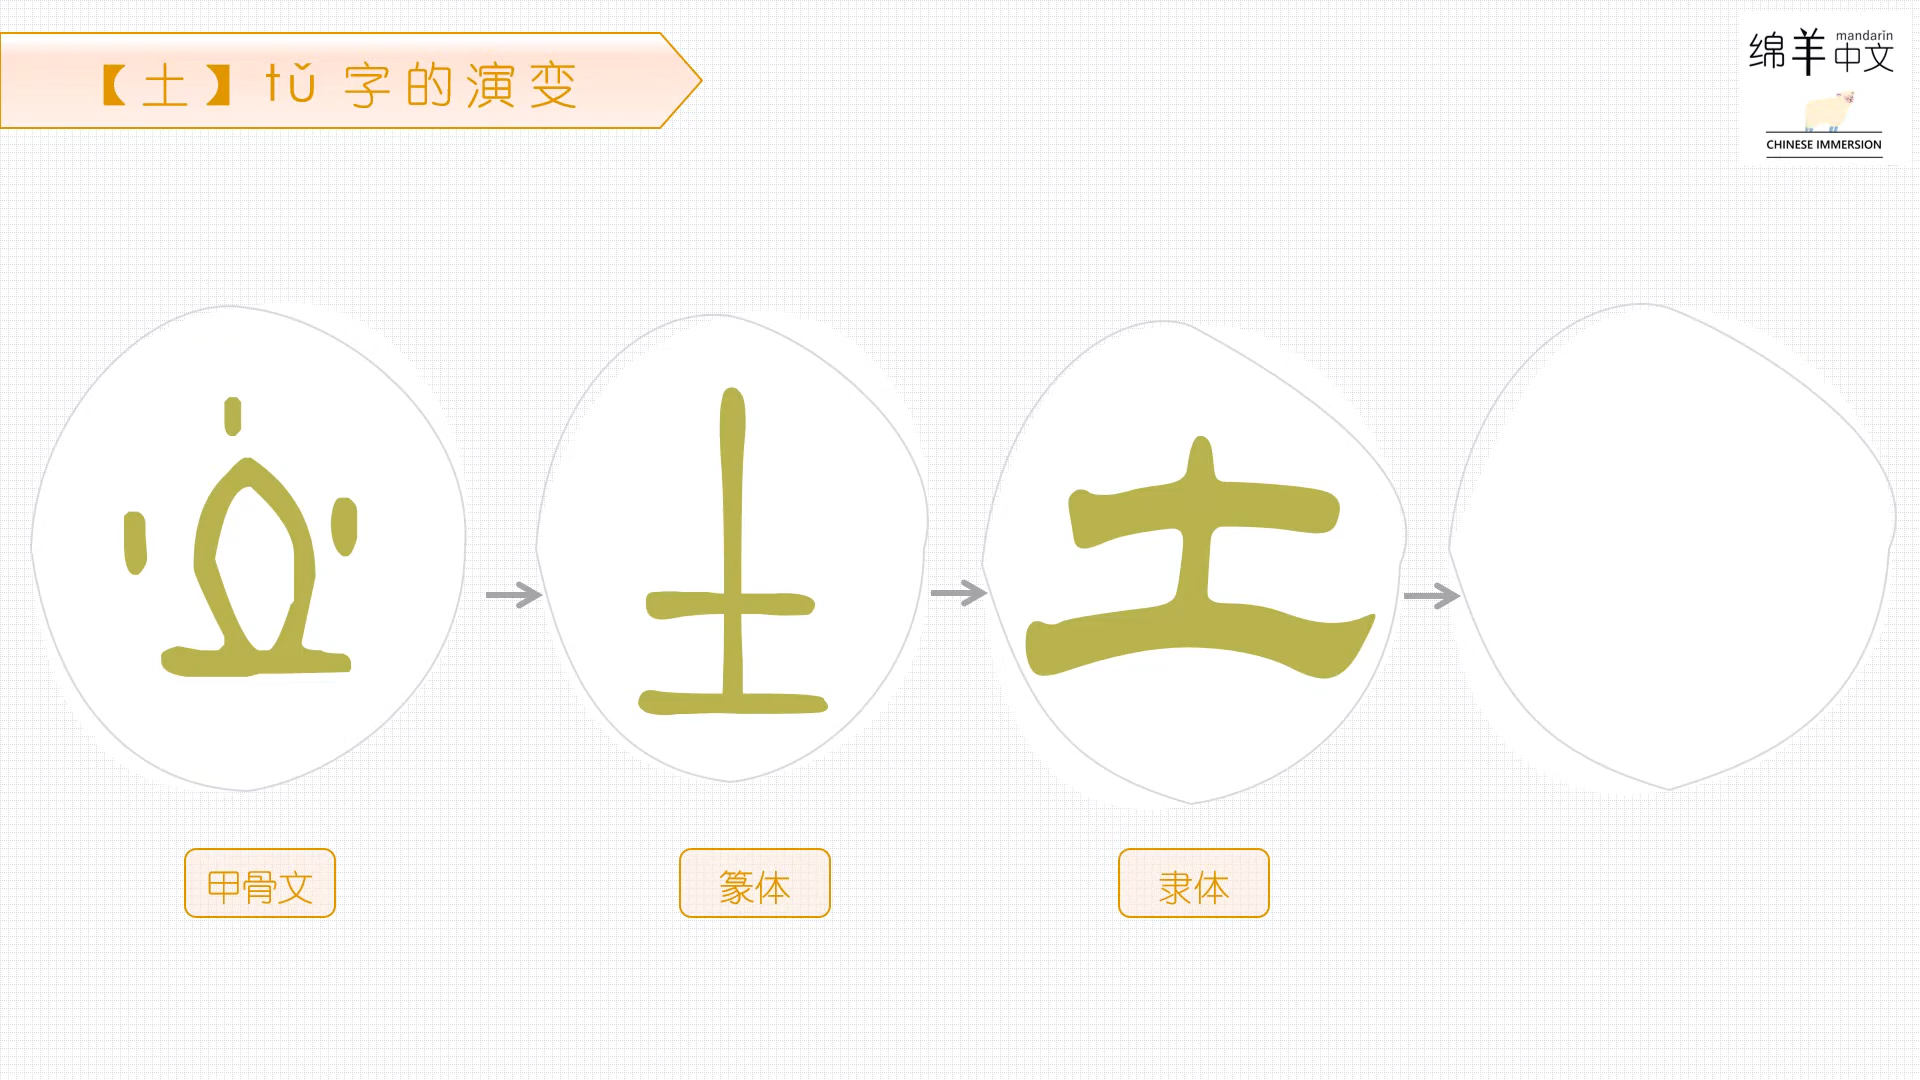 【土】tǔ 字的演变
绵羊中文
mandarin
CHINESE IMMERSION
土
土
甲骨文
篆体
隶体